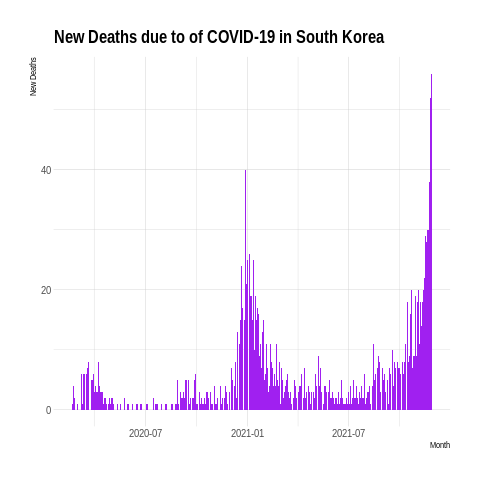 New Deaths due to of COVID-19 in South Korea
New Deaths
40
20
0
2020-07
2021-01
2021-07
Month